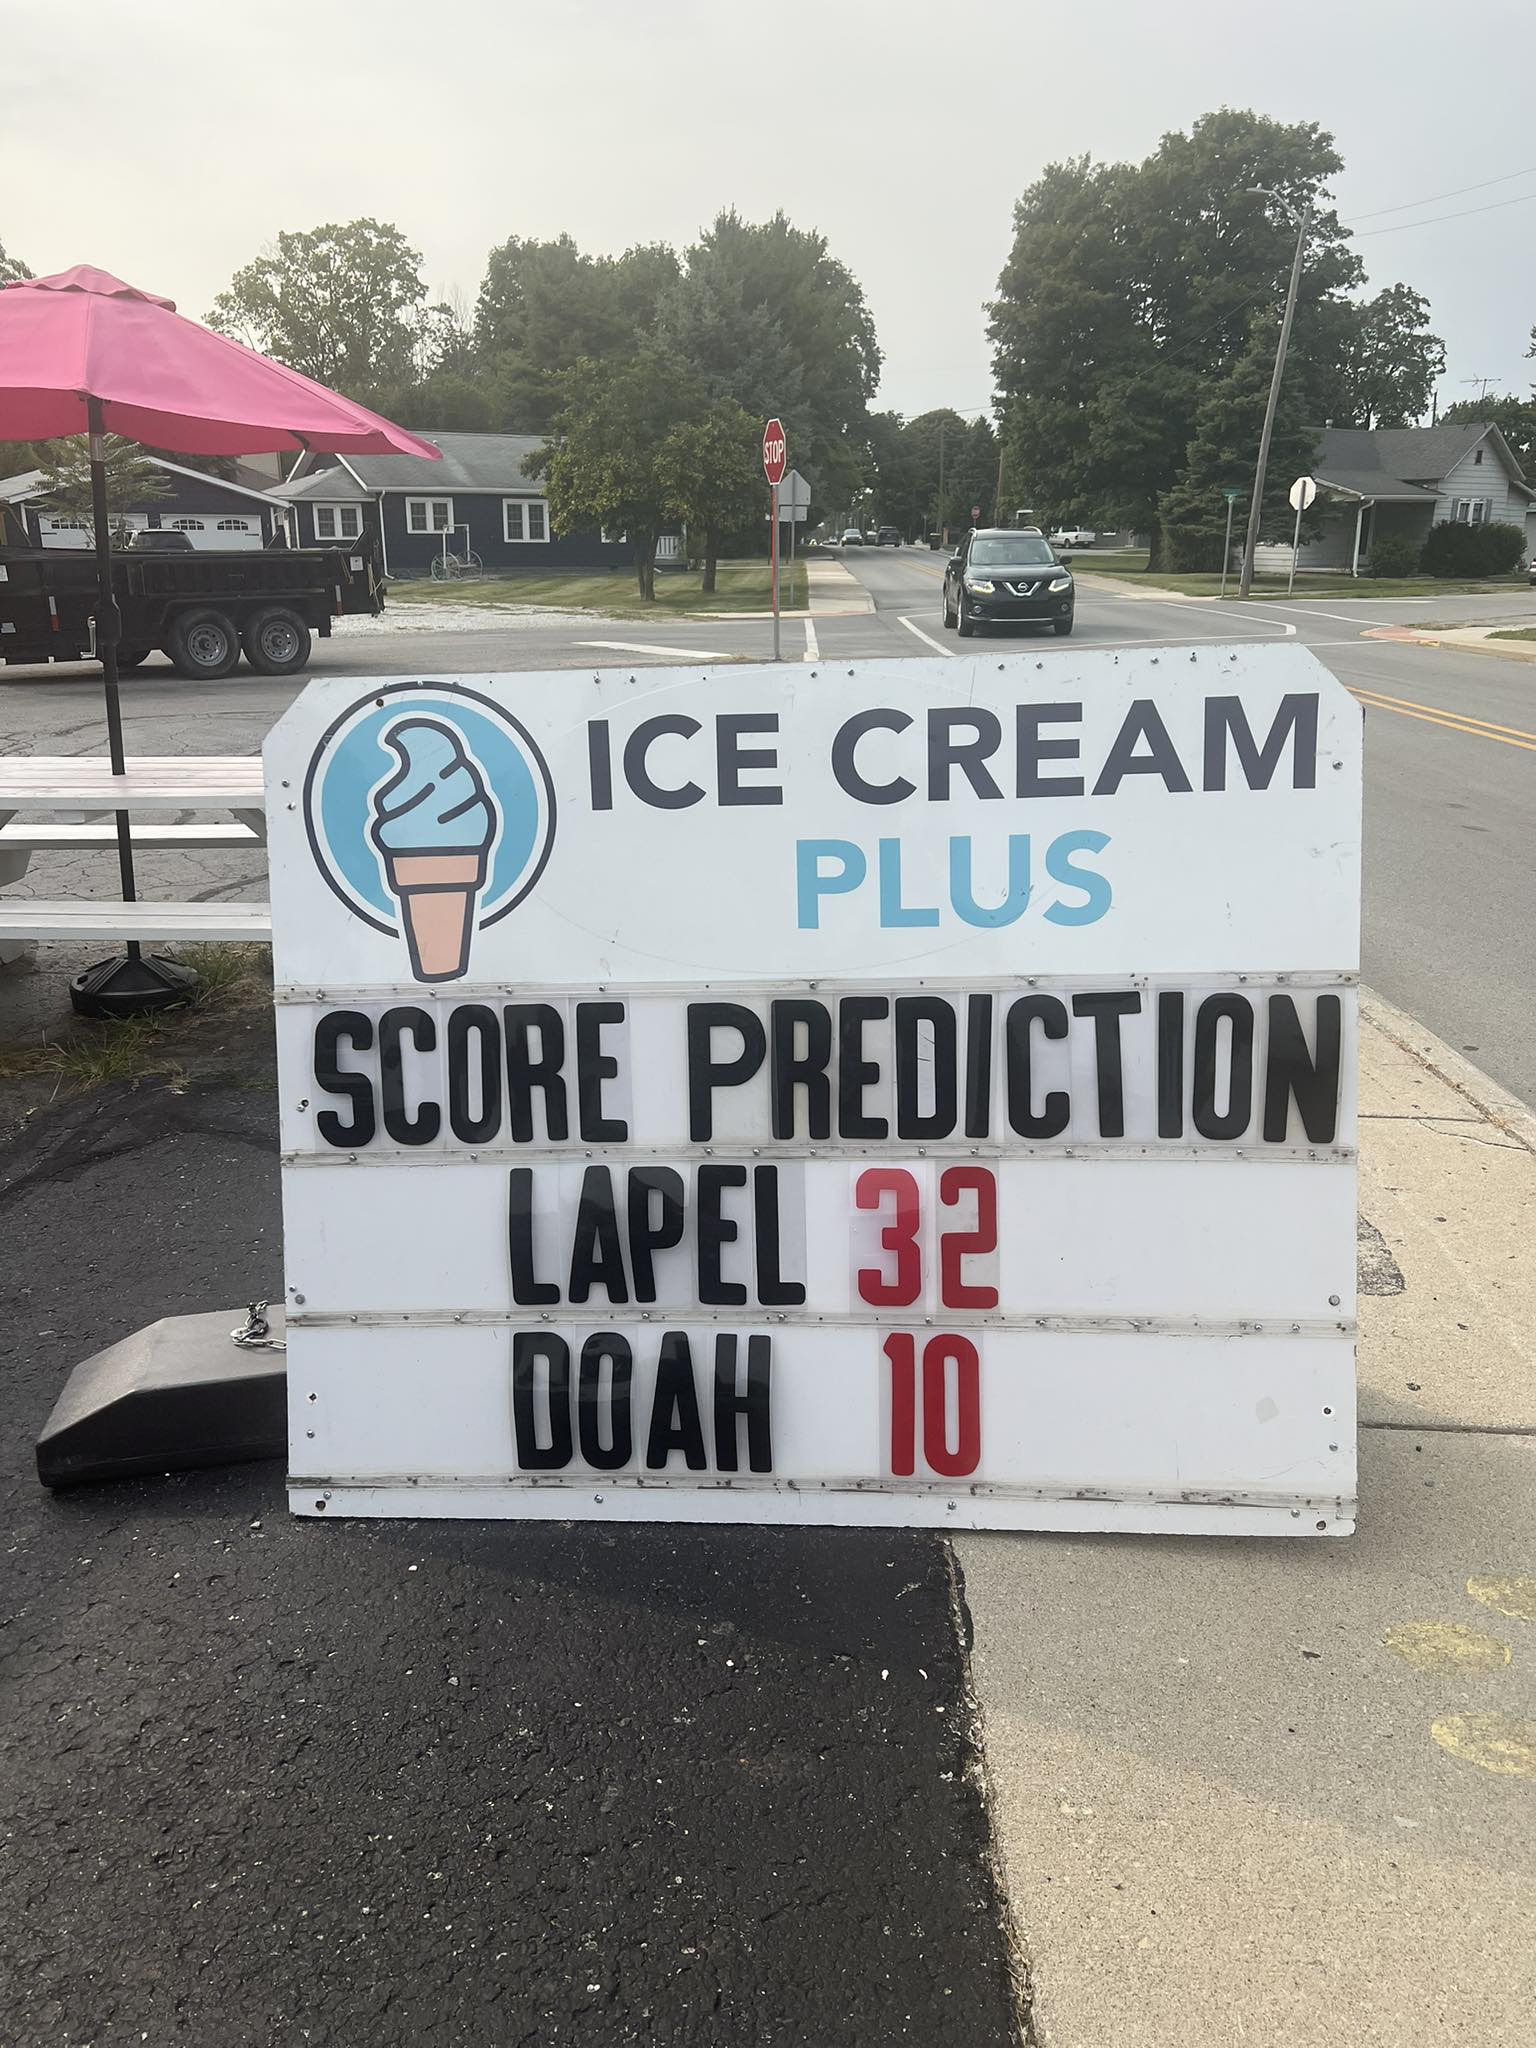 STOP
ICE CREAM
PLUS
SCORE PREDICTION
LAPEL 32
DOAH 10